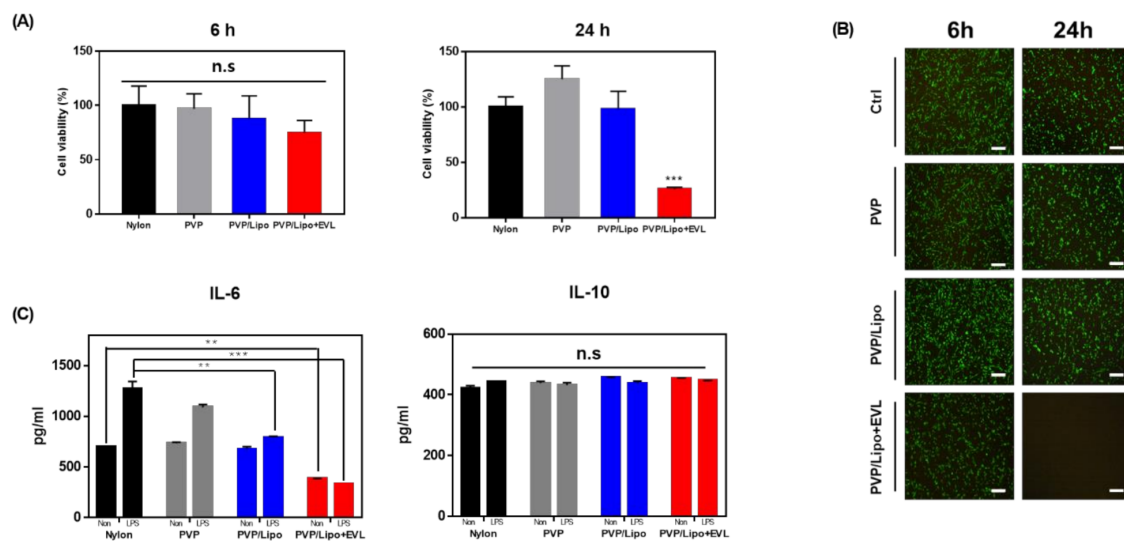 (A)
6 h
Cell viability (%)
150
100
50
0
n.s
Nylon PVP PVP/Lipo PVP/Lipo+EVL
24 h
Cell viability (%)
150
100
50
0
***
Nylon PVP PVP/Lipo PVP/Lipo+EVL
(B)
6h 24h
Ctrl
PVP
PVP/Lipo
PVP/Lipo+EVL
(C)
IL-6
pg/ml
1500
1000
500
0
**
***
**
Non LPS Non LPS Non LPS Non LPS
Nylon PVP PVP/Lipo PVP/Lipo+EVL
IL-10
pg/ml
600
400
200
0
n.s
Non LPS Non LPS Non LPS Non LPS
Nylon PVP PVP/Lipo PVP/Lipo+EVL